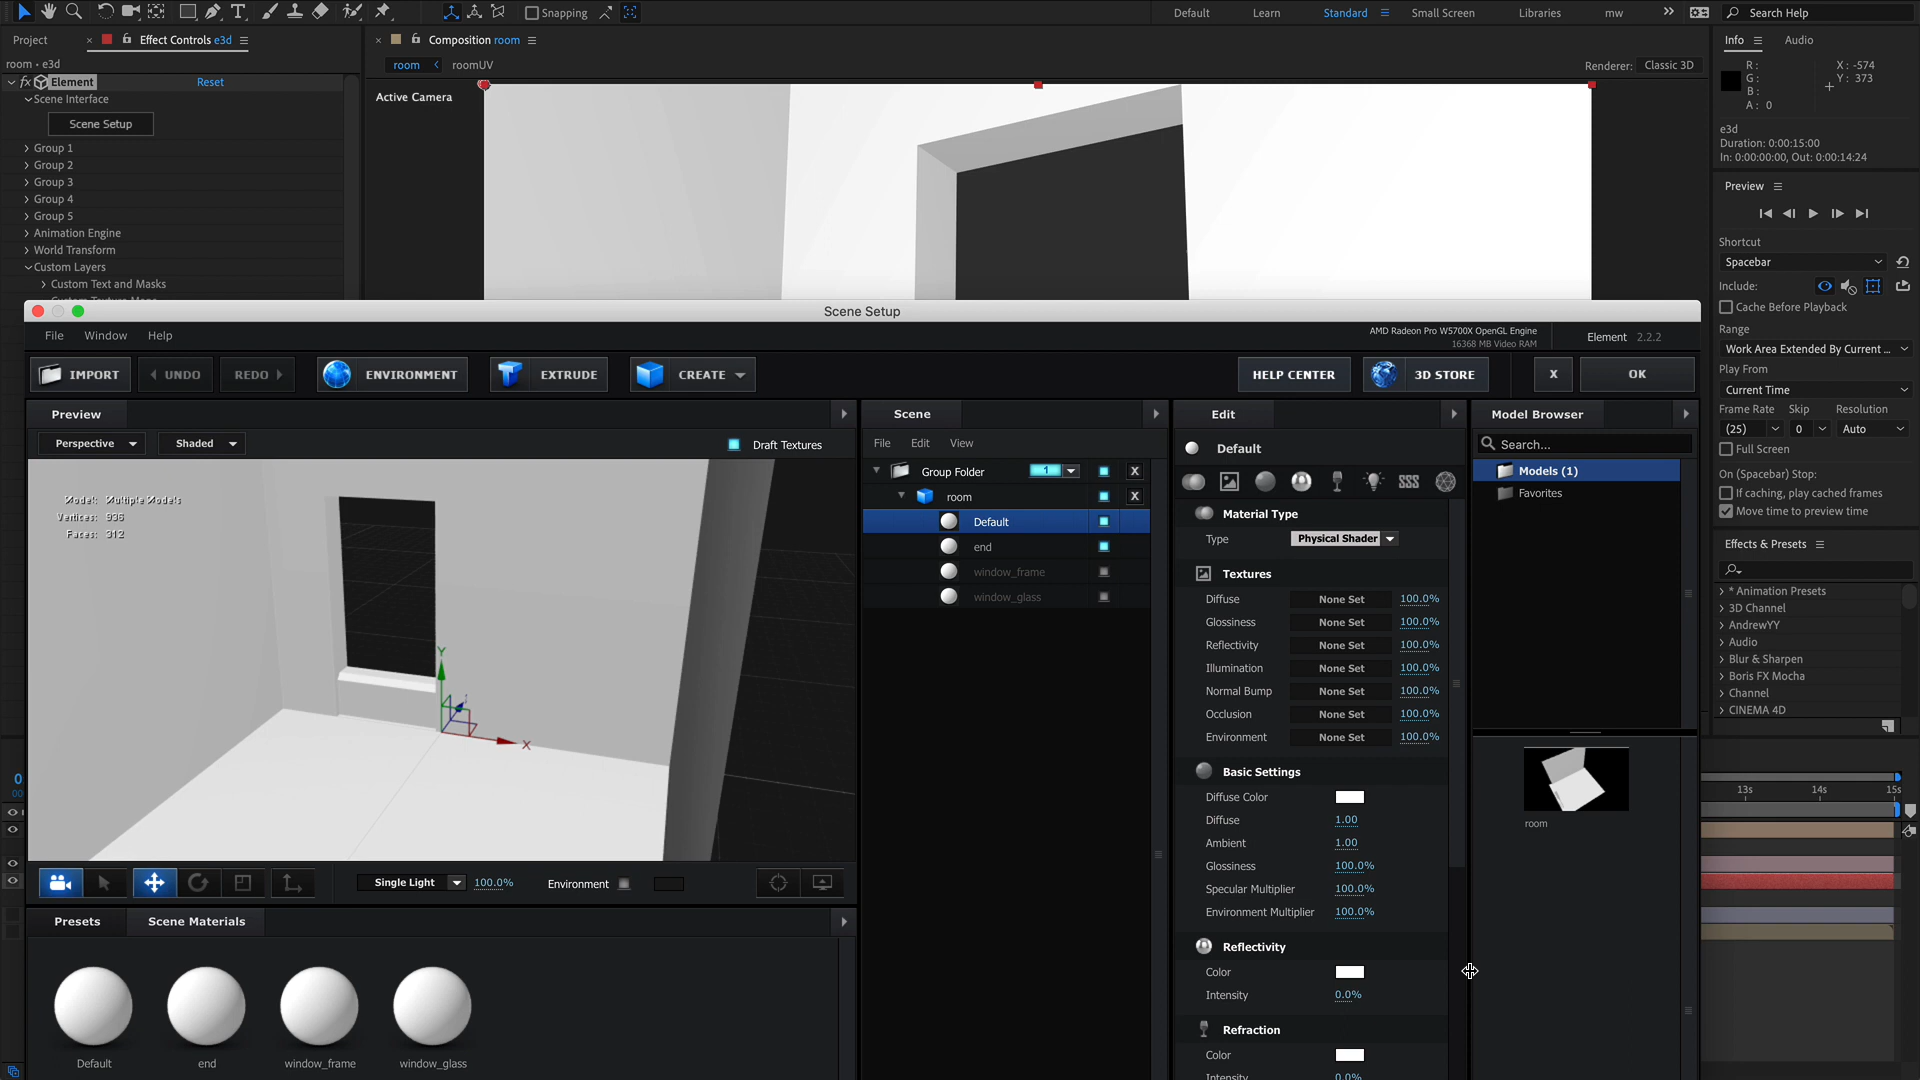 Snapping
Default
Learn
Standard
Small Screen
Libraries
mw
Search Help
Project
Effect Controls e3d
Composition room
Info
Audio
room • e3d
room
roomUV
Renderer:
Classic 3D
fx Element
Reset
Active Camera
R :
G :
B :
A : 0
X : -574
Y : 373
Scene Interface
Scene Setup
Group 1
Group 2
Group 3
Group 4
Group 5
Animation Engine
World Transform
Custom Layers
Custom Text and Masks
e3d
Duration: 0:00:15:00
In: 0:00:00:00, Out: 0:00:14:24
Preview
Shortcut
Spacebar
Include:
Cache Before Playback
Range
Work Area Extended By Current ...
Play From
Current Time
Frame Rate
Skip
Resolution
(25)
0
Auto
Full Screen
On (Spacebar) Stop:
If caching, play cached frames
Move time to preview time
Effects & Presets
* Animation Presets
3D Channel
AndrewYY
Audio
Blur & Sharpen
Boris FX Mocha
Channel
CINEMA 4D
Scene Setup
File
Window
Help
AMD Radeon Pro W5700X OpenGL Engine
16368 MB Video RAM
Element 2.2.2
IMPORT
UNDO
REDO
ENVIRONMENT
EXTRUDE
CREATE
HELP CENTER
3D STORE
X
OK
Preview
Scene
Edit
Model Browser
Perspective
Shaded
Draft Textures
File
Edit
View
Default
Search...
Model: Multiple Models
Vertices: 936
Faces: 312
Y
X
Group Folder
1
X
room
X
Default
end
window_frame
window_glass
SSS
Models (1)
Favorites
Material Type
Type
Physical Shader
Textures
Diffuse
None Set
100.0%
Glossiness
None Set
100.0%
Reflectivity
None Set
100.0%
Illumination
None Set
100.0%
Normal Bump
None Set
100.0%
Occlusion
None Set
100.0%
Environment
None Set
100.0%
Basic Settings
Diffuse Color
Diffuse
1.00
Ambient
1.00
Glossiness
100.0%
Specular Multiplier
100.0%
Environment Multiplier
100.0%
Reflectivity
Color
Intensity
0.0%
Refraction
Color
Intensity
0.0%
room
13s
14s
15s
Single Light
100.0%
Environment
Presets
Scene Materials
Default
end
window_frame
window_glass